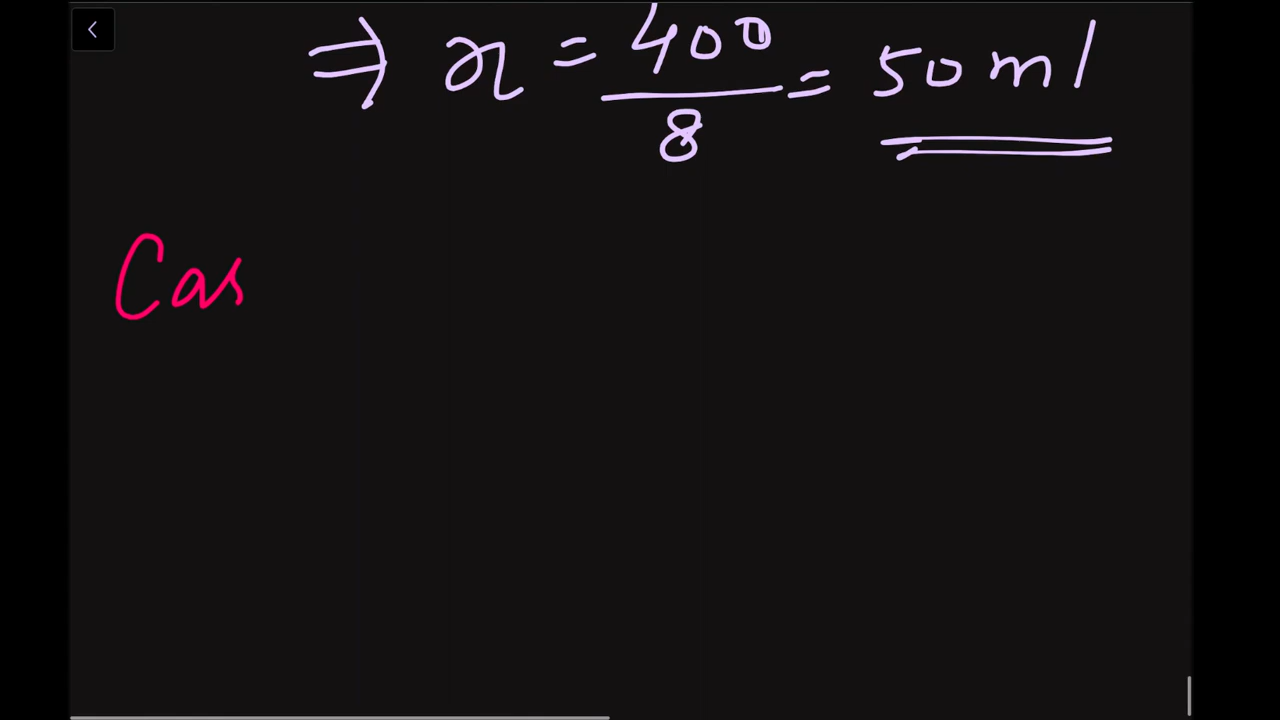 ⇒ x = 400/8 = 50 ml
Cas